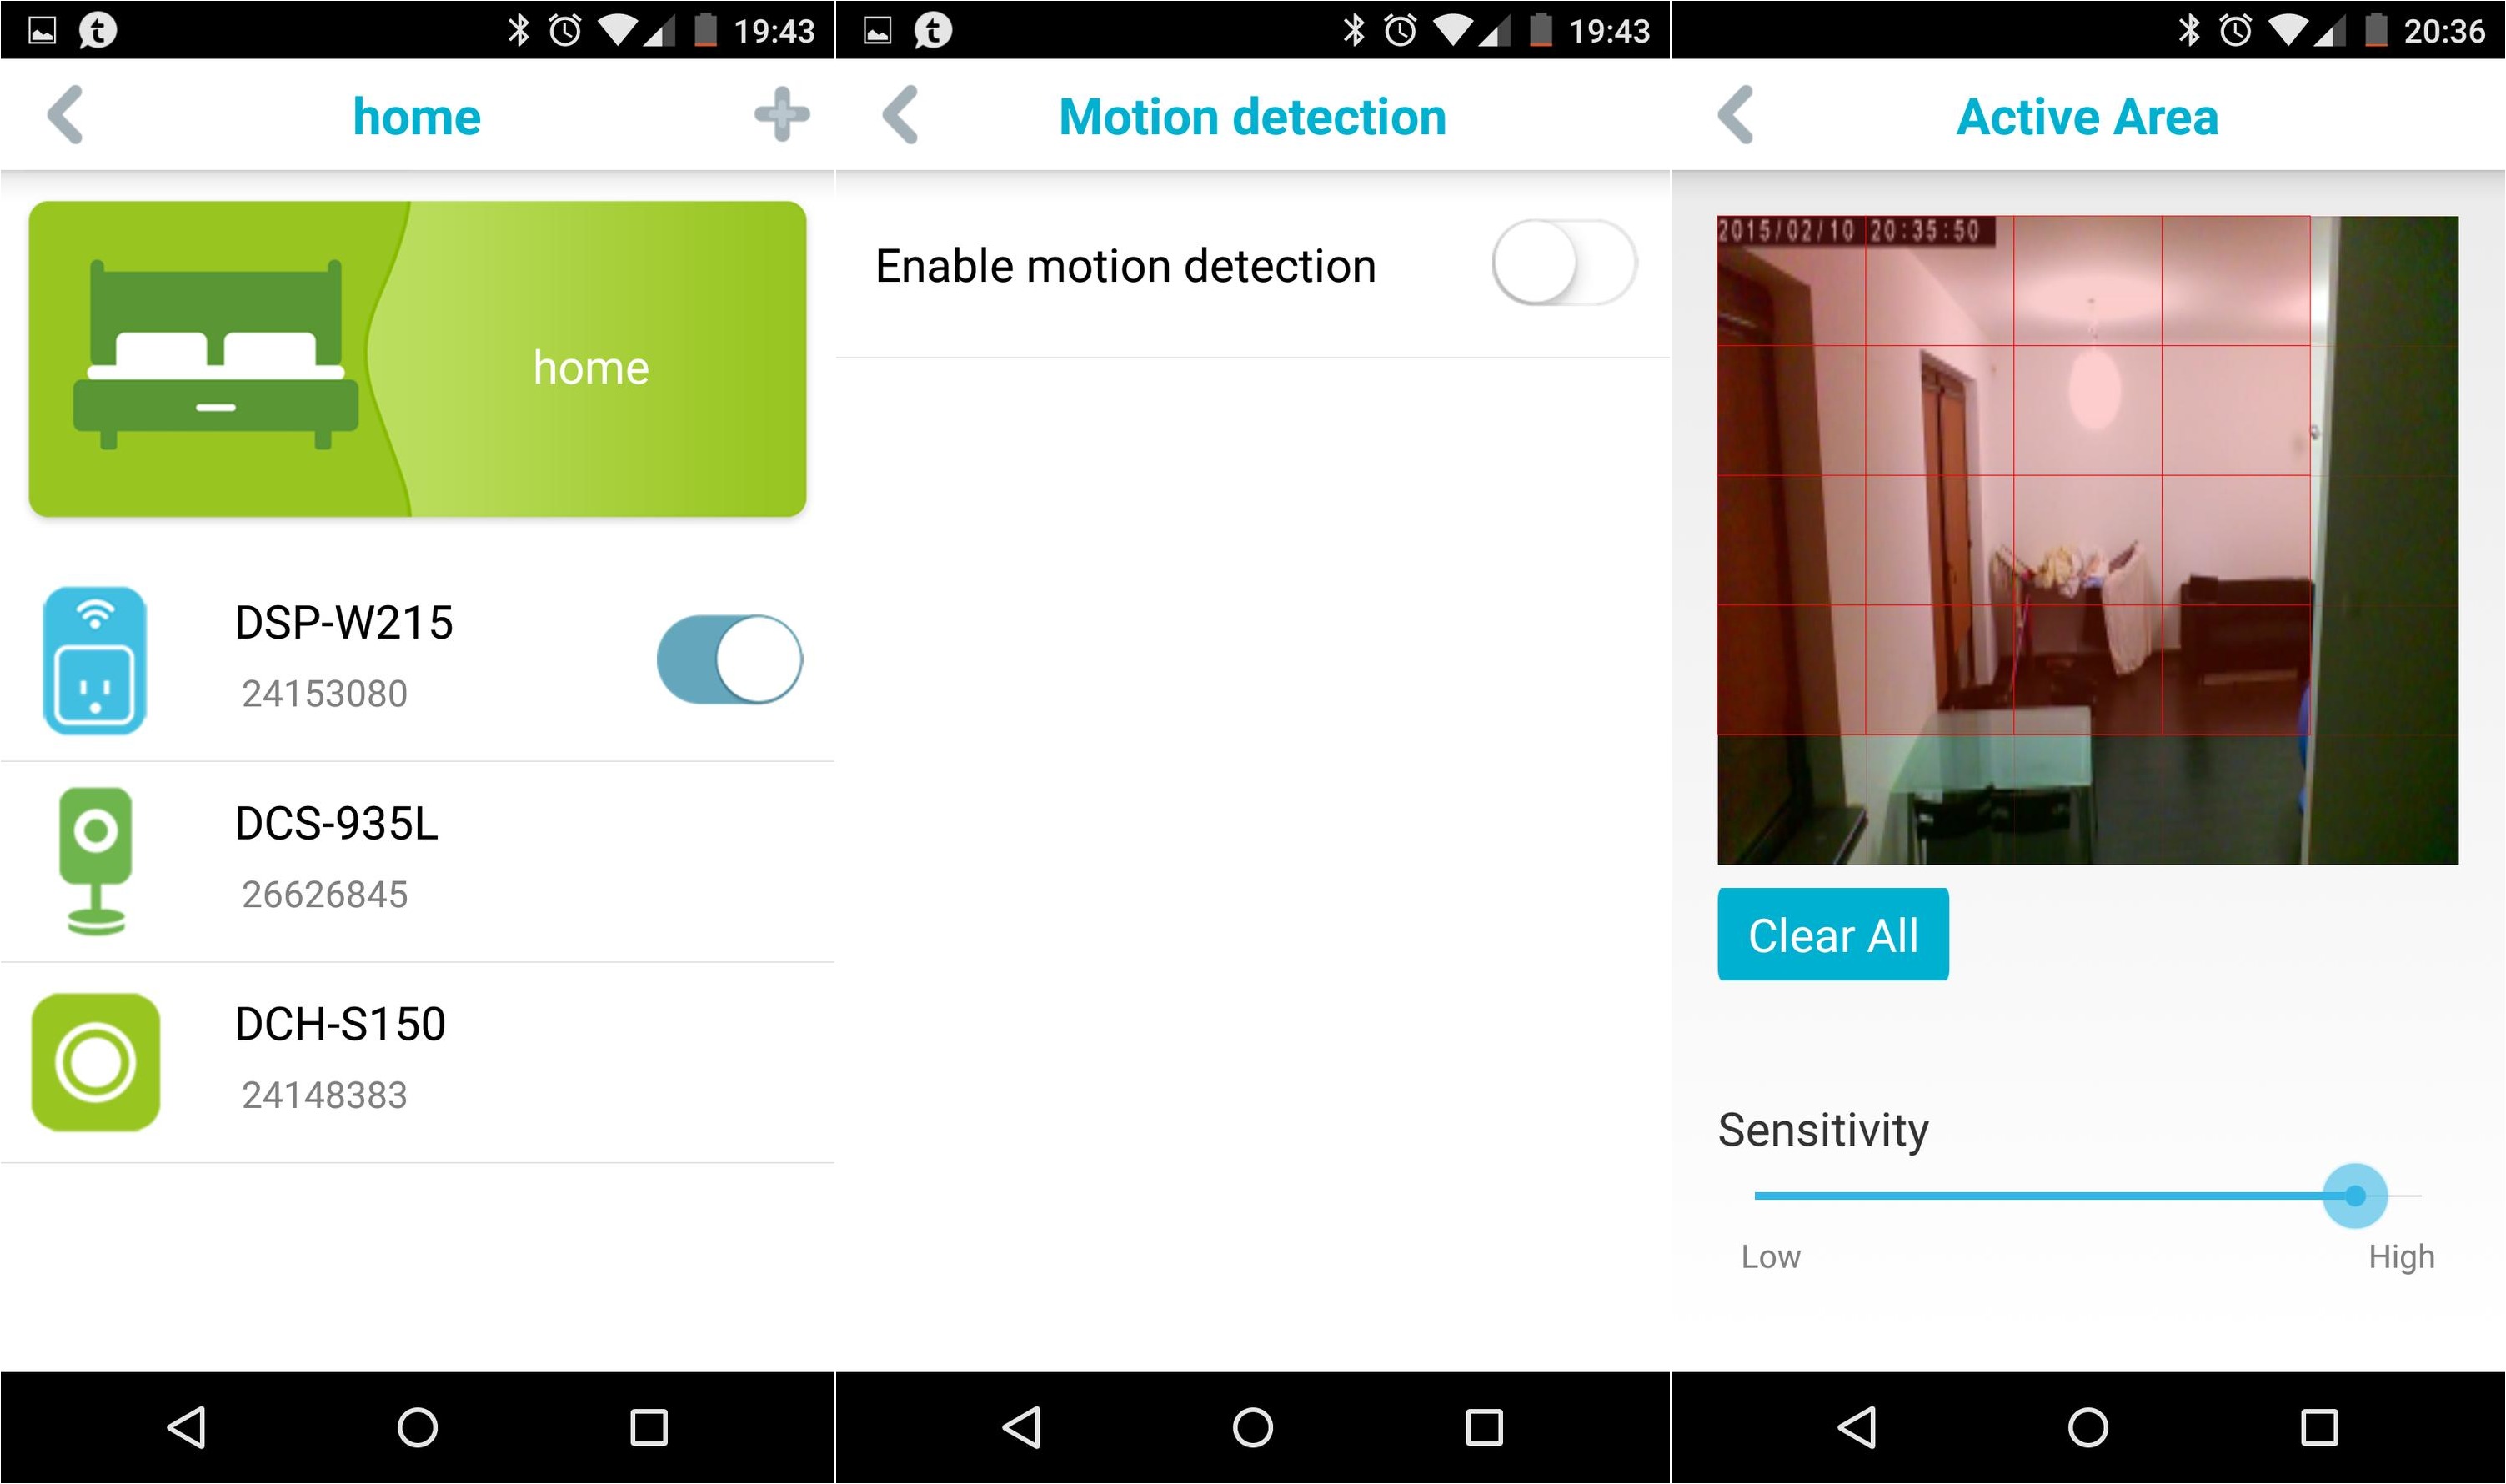 19:43
home
home
DSP-W215
24153080
DCS-935L
26626845
DCH-S150
24148383
19:43
Motion detection
Enable motion detection
20:36
Active Area
2015/02/10 20:35:50
Clear All
Sensitivity
Low
High